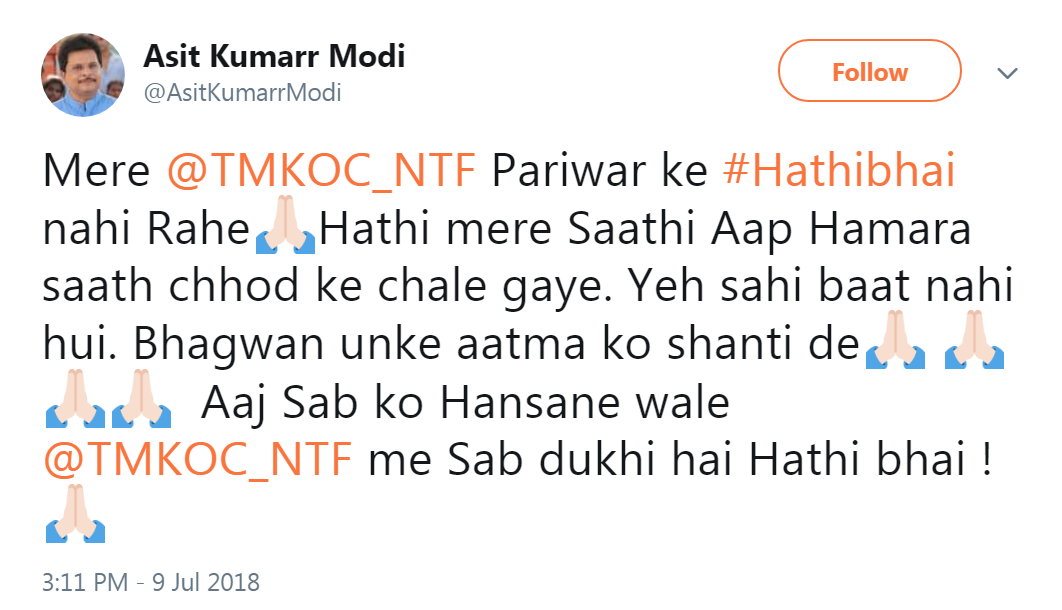 Asit Kumarr Modi
@AsitKumarrModi
Follow
Mere @TMKOC_NTF Pariwar ke #Hathibhai
nahi Rahe🙏🏻Hathi mere Saathi Aap Hamara
saath chhod ke chale gaye. Yeh sahi baat nahi
hui. Bhagwan unke aatma ko shanti de🙏🏻 🙏🏻
🙏🏻🙏🏻 Aaj Sab ko Hansane wale
@TMKOC_NTF me Sab dukhi hai Hathi bhai !
🙏🏻
3:11 PM - 9 Jul 2018